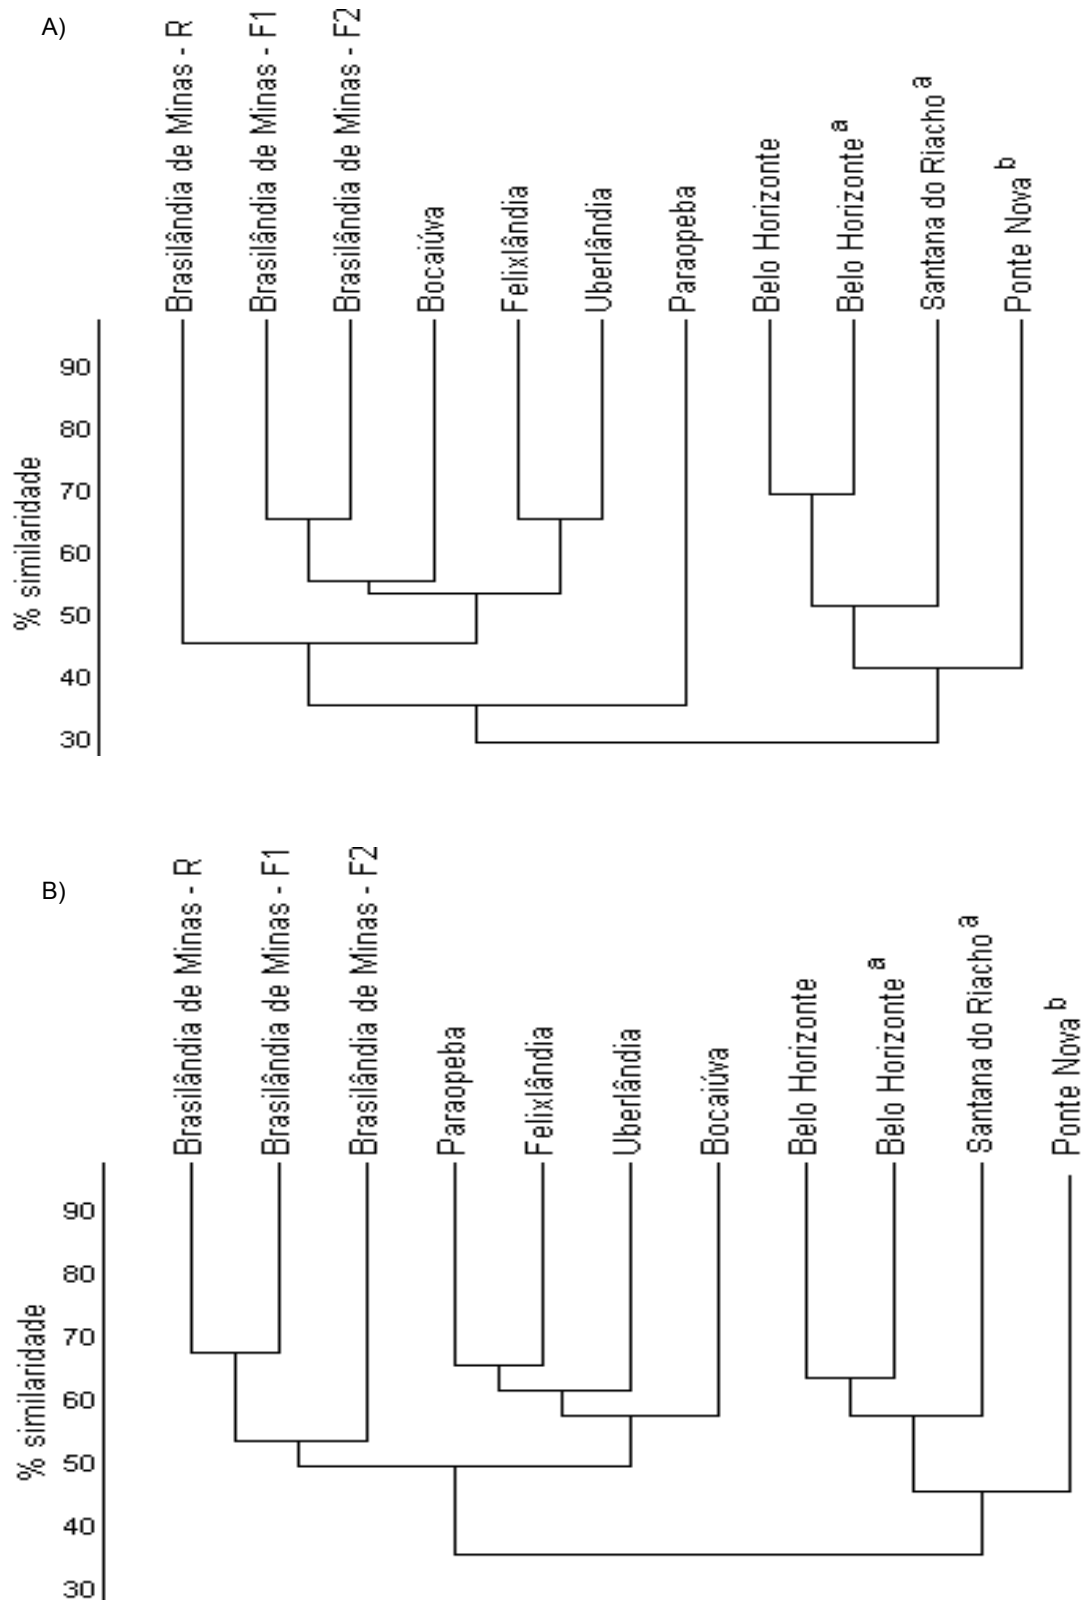 A)
Brasilândia de Minas - R
Brasilândia de Minas - F1
Brasilândia de Minas - F2
Bocaiúva
Felixlândia
Uberlândia
Paraopeba
Belo Horizonte
Belo Horizonte a
Santana do Riacho a
Ponte Nova b
% similaridade
90
80
70
60
50
40
30
B)
Brasilândia de Minas - R
Brasilândia de Minas - F1
Brasilândia de Minas - F2
Paraopeba
Felixlândia
Uberlândia
Bocaiúva
Belo Horizonte
Belo Horizonte a
Santana do Riacho a
Ponte Nova b
% similaridade
90
80
70
60
50
40
30